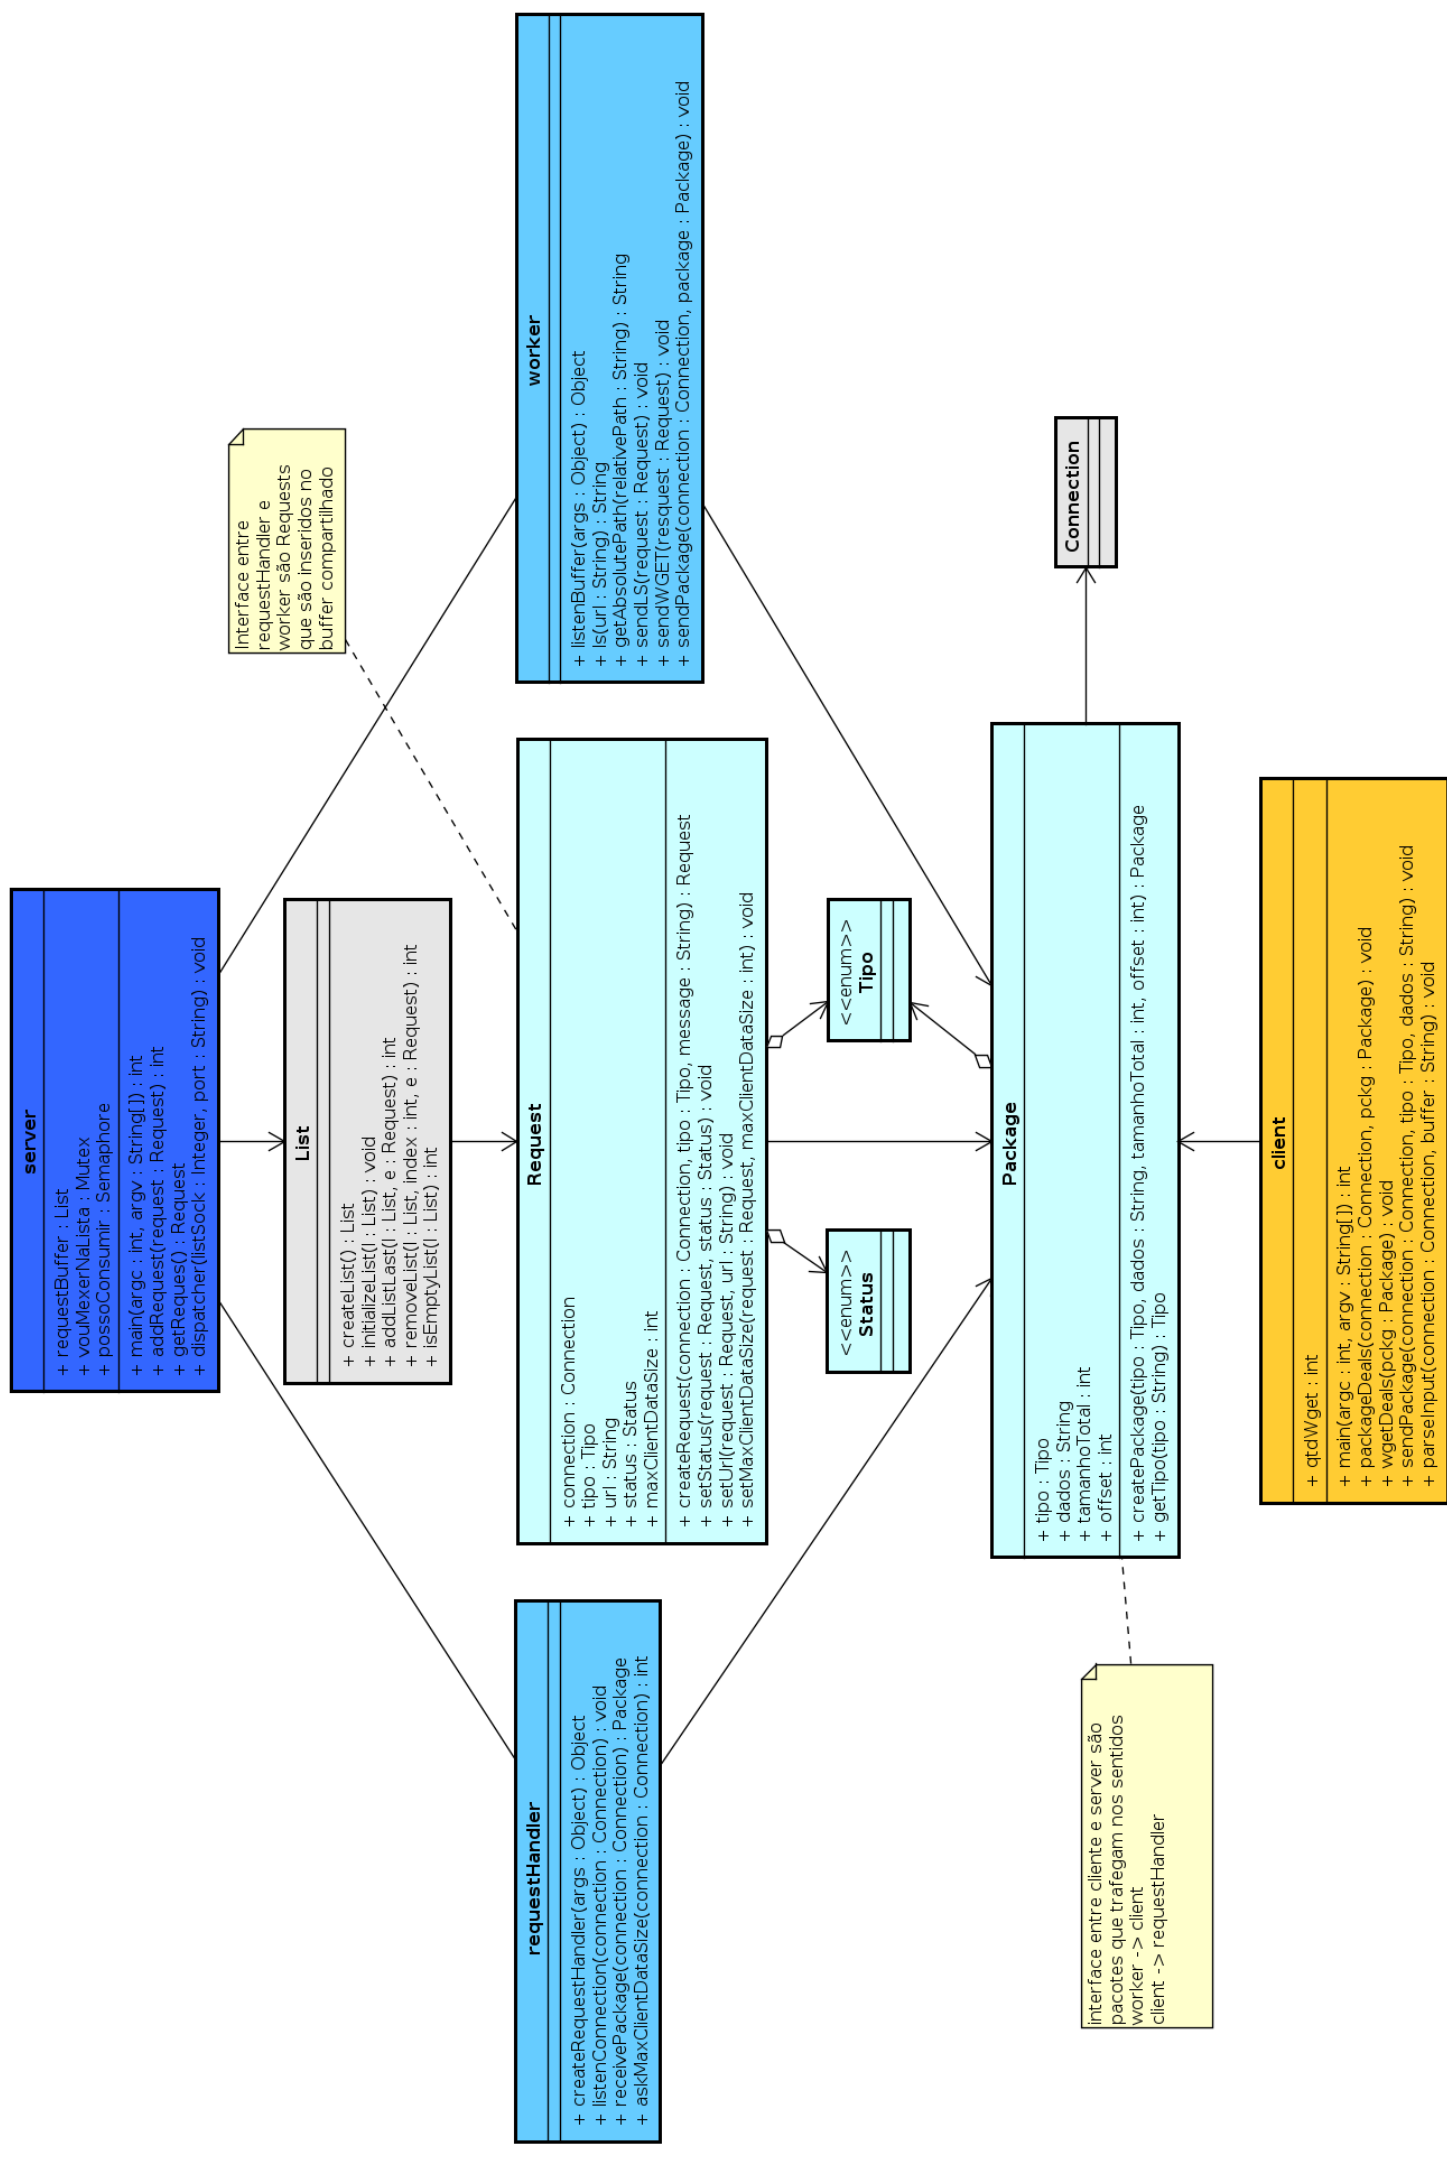 server
+ requestBuffer : List
+ vouMexerNaLista : Mutex
+ possoConsumir : Semaphore
+ main(argc : int, argv : String[]) : int
+ addRequest(request : Request) : int
+ getReques() : Request
+ dispatcher(listSock : Integer, port : String) : void
Interface entre
requestHandler e
worker são Requests
que são inseridos no
buffer compartilhado
List
+ createList() : List
+ initializeList(l : List) : void
+ addListLast(l : List, e : Request) : int
+ removeList(l : List, index : int, e : Request) : int
+ isEmptyList(l : List) : int
requestHandler
+ createRequestHandler(args : Object) : Object
+ listenConnection(connection : Connection) : void
+ receivePackage(connection : Connection) : Package
+ askMaxClientDataSize(connection : Connection) : int
Request
+ connection : Connection
+ tipo : Tipo
+ url : String
+ status : Status
+ maxClientDataSize : int
+ createRequest(connection : Connection, tipo : Tipo, message : String) : Request
+ setStatus(request : Request, status : Status) : void
+ setUrl(request : Request, url : String) : void
+ setMaxClientDataSize(request : Request, maxClientDataSize : int) : void
worker
+ listenBuffer(args : Object) : Object
+ ls(url : String) : String
+ getAbsolutePath(relativePath : String) : String
+ sendLS(request : Request) : void
+ sendWGET(resquest : Request) : void
+ sendPackage(connection : Connection, package : Package) : void
<<enum>>
Status
<<enum>>
Tipo
Package
+ tipo : Tipo
+ dados : String
+ tamanhoTotal : int
+ offset : int
+ createPackage(tipo : Tipo, dados : String, tamanhoTotal : int, offset : int) : Package
+ getTipo(tipo : String) : Tipo
Connection
interface entre cliente e server são
pacotes que trafegam nos sentidos
worker -> client
client -> requestHandler
client
+ qtdWget : int
+ main(argc : int, argv : String[]) : int
+ packageDeals(connection : Connection, pckg : Package) : void
+ wgetDeals(pckg : Package) : void
+ sendPackage(connection : Connection, tipo : Tipo, dados : String) : void
+ parseInput(connection : Connection, buffer : String) : void